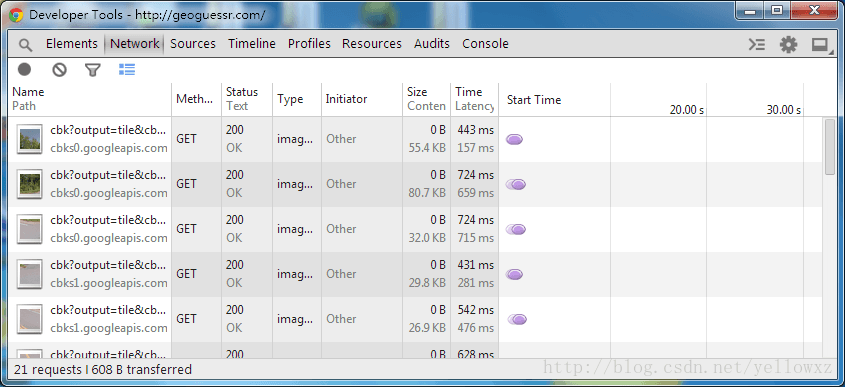 Developer Tools - http://geoguessr.com/
Elements Network Sources Timeline Profiles Resources Audits Console
Name Path Meth... Status Text Type Initiator Size Conten Time Latency Start Time 20.00 s 30.00 s
cbk?output=tile&cb... GET 200 imag... Other 0 B 443 ms
cbks0.googleapis.com OK 55.4 KB 157 ms
cbk?output=tile&cb... GET 200 imag... Other 0 B 724 ms
cbks0.googleapis.com OK 80.7 KB 659 ms
cbk?output=tile&cb... GET 200 imag... Other 0 B 724 ms
cbks0.googleapis.com OK 32.0 KB 715 ms
cbk?output=tile&cb... GET 200 imag... Other 0 B 431 ms
cbks1.googleapis.com OK 29.8 KB 281 ms
cbk?output=tile&cb... GET 200 imag... Other 0 B 542 ms
cbks1.googleapis.com OK 26.9 KB 476 ms
cbk?output=tile&cb... 200 0 B 628 ms
21 requests I 608 B transferred
http://blog.csdn.net/yellowxz